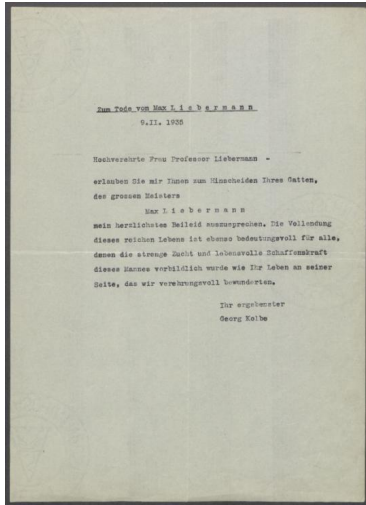 Zum Tode von Max L i e b e r m a n n
9.II. 1935
Hochverehrte Frau Professor Liebermann -
erlauben Sie mir Ihnen zum Hinscheiden Ihres Gatten,
des grossen Meisters
Max L i e b e r m a n n
mein herzlichstes Beileid auszusprechen. Die Vollendung
dieses reichen Lebens ist ebenso bedeutungsvoll für alle,
denen die strenge Zucht und lebensvolle Schaffenskraft
dieses Mannes vorbildlich wurde wie Ihr Leben an seiner
Seite, das wir verehrungsvoll bewunderten.
Ihr ergebenster
Georg Kolbe